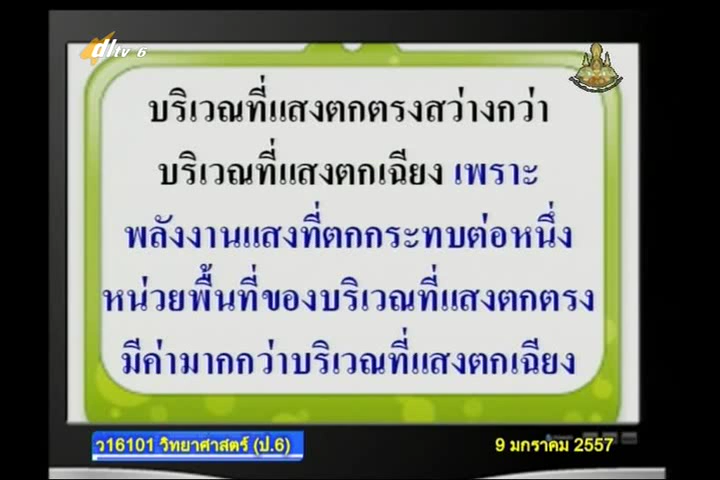 dltv 6
บริเวณที่แสงตกตรงสว่างกว่า
บริเวณที่แสงตกเฉียง เพราะ
พลังงานแสงที่ตกกระทบต่อหนึ่ง
หน่วยพื้นที่ของบริเวณที่แสงตกตรง
มีค่ามากกว่าบริเวณที่แสงตกเฉียง
ว16101 วิทยาศาสตร์ (ป.6)
9 มกราคม 2557